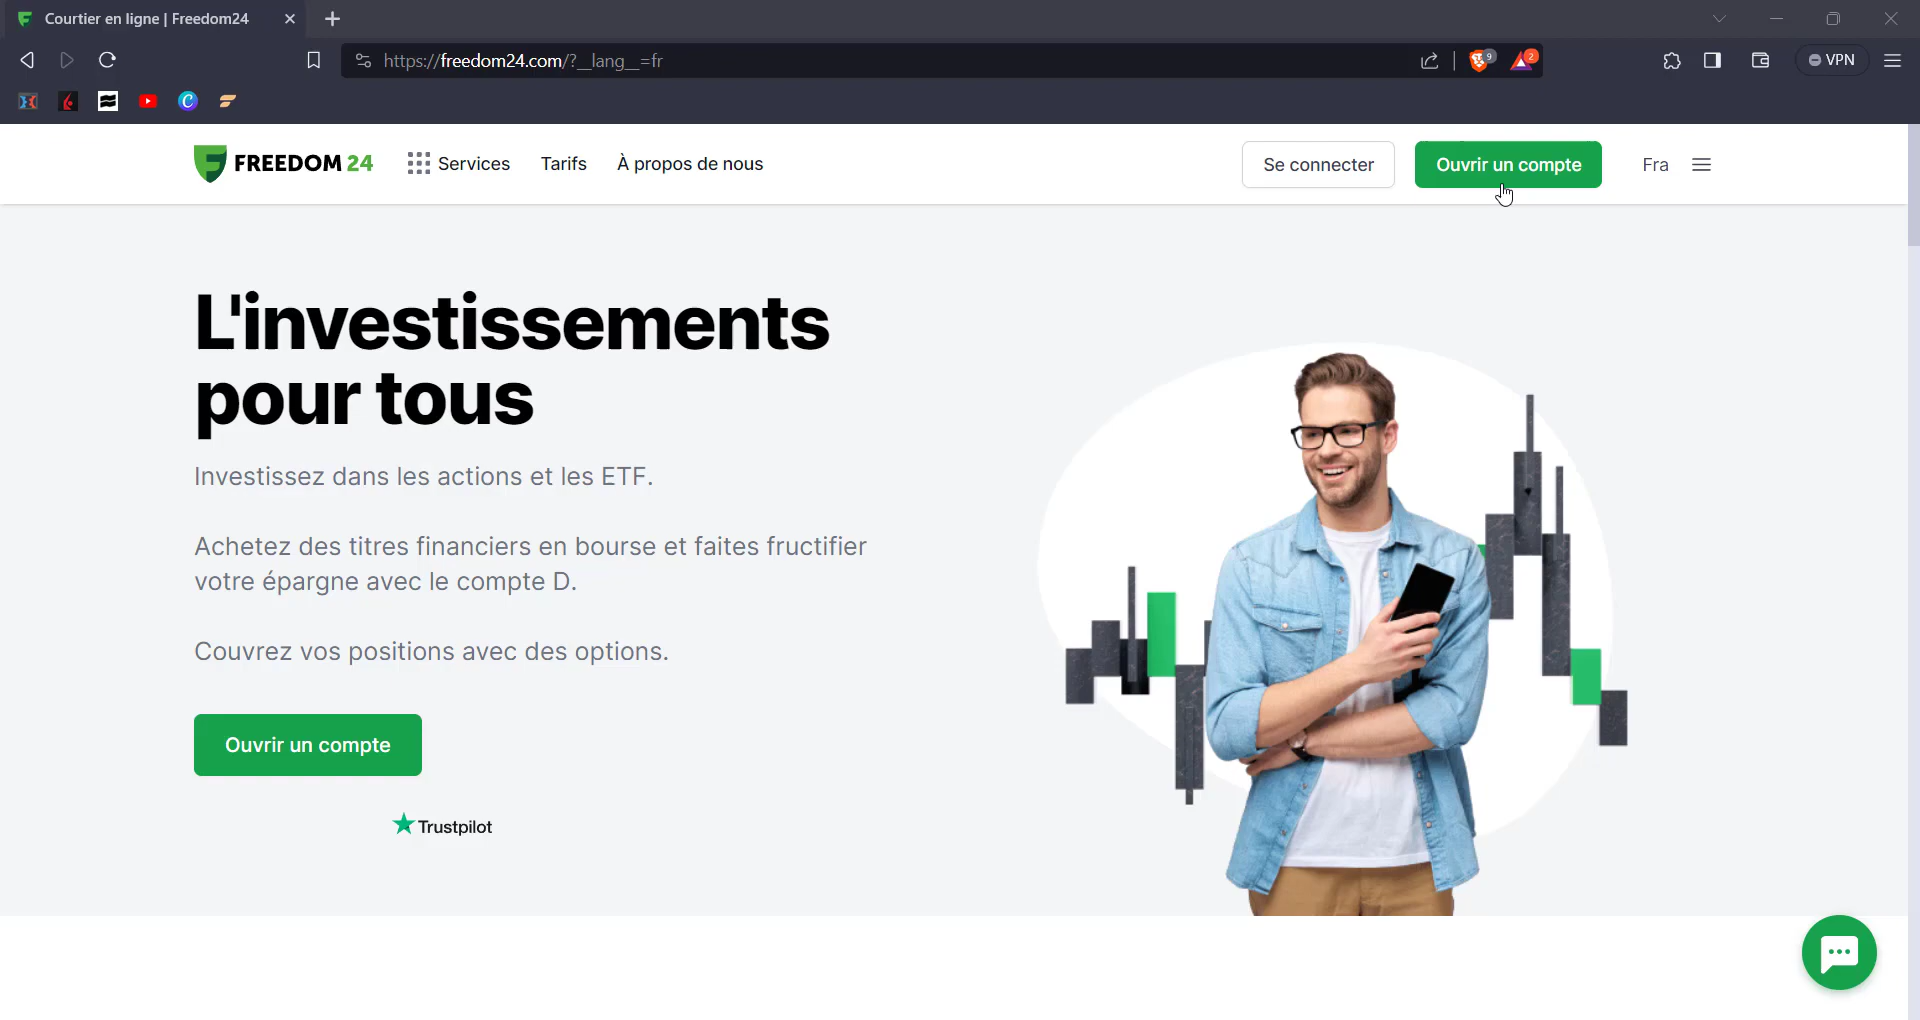 Courtier en ligne | Freedom24
https://freedom24.com/?__lang__=fr
9
2
VPN
FREEDOM 24
Services
Tarifs
À propos de nous
Se connecter
Ouvrir un compte
Fra
L'investissements
pour tous
Investissez dans les actions et les ETF.
Achetez des titres financiers en bourse et faites fructifier
votre épargne avec le compte D.
Couvrez vos positions avec des options.
Ouvrir un compte
Trustpilot